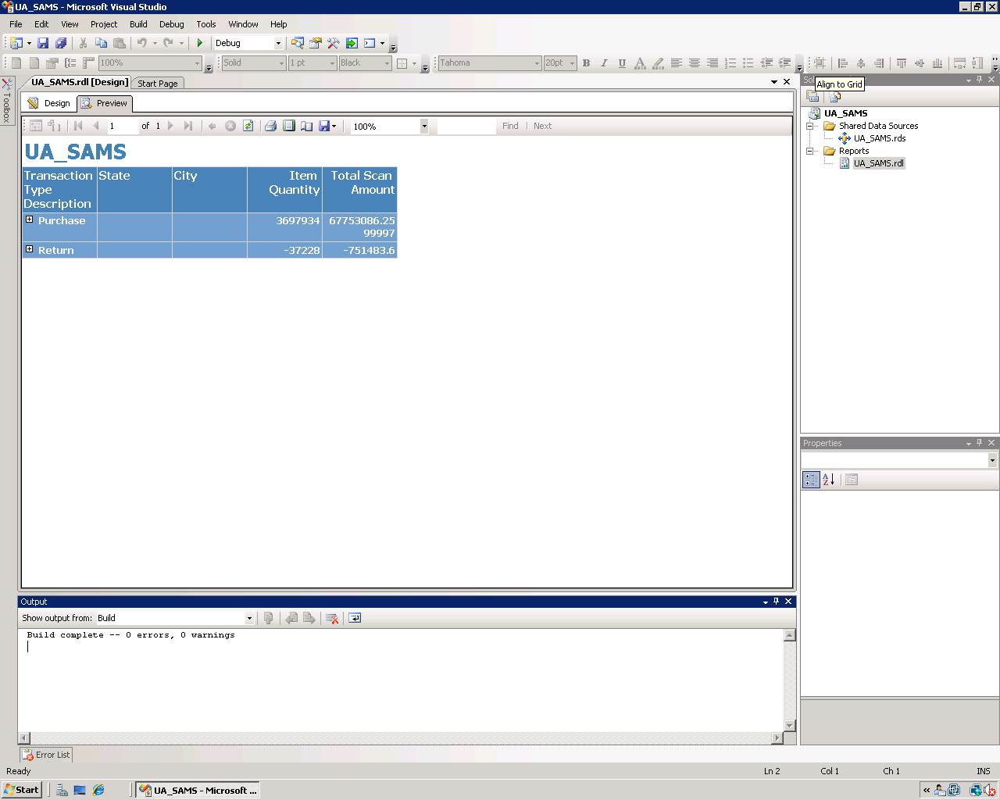 UA_SAMS - Microsoft Visual Studio
File Edit View Project Build Debug Tools Window Help
Debug
100% Solid 1 pt Black Tahoma 20pt B I U A
Toolbox
UA_SAMS.rdl [Design] Start Page
Design Preview
1 of 1 100% Find Next
UA_SAMS
Transaction Type Description State City Item Quantity Total Scan Amount
Purchase 3697934 67753086.2599997
Return -37228 -751483.6
Align to Grid
UA_SAMS
Shared Data Sources
UA_SAMS.rds
Reports
UA_SAMS.rdl
Properties
Output
Show output from: Build
Build complete -- 0 errors, 0 warnings
Error List
Ready Ln 2 Col 1 Ch 1 INS
Start UA_SAMS - Microsoft ...